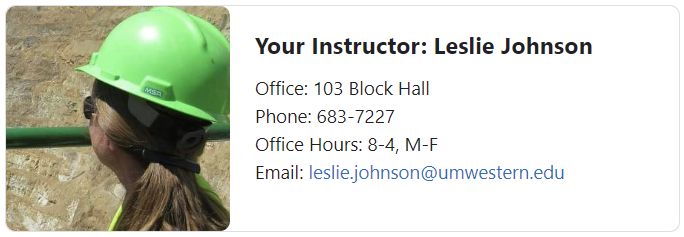 MSA
Your Instructor: Leslie Johnson
Office: 103 Block Hall
Phone: 683-7227
Office Hours: 8-4, M-F
Email: leslie.johnson@umwestern.edu